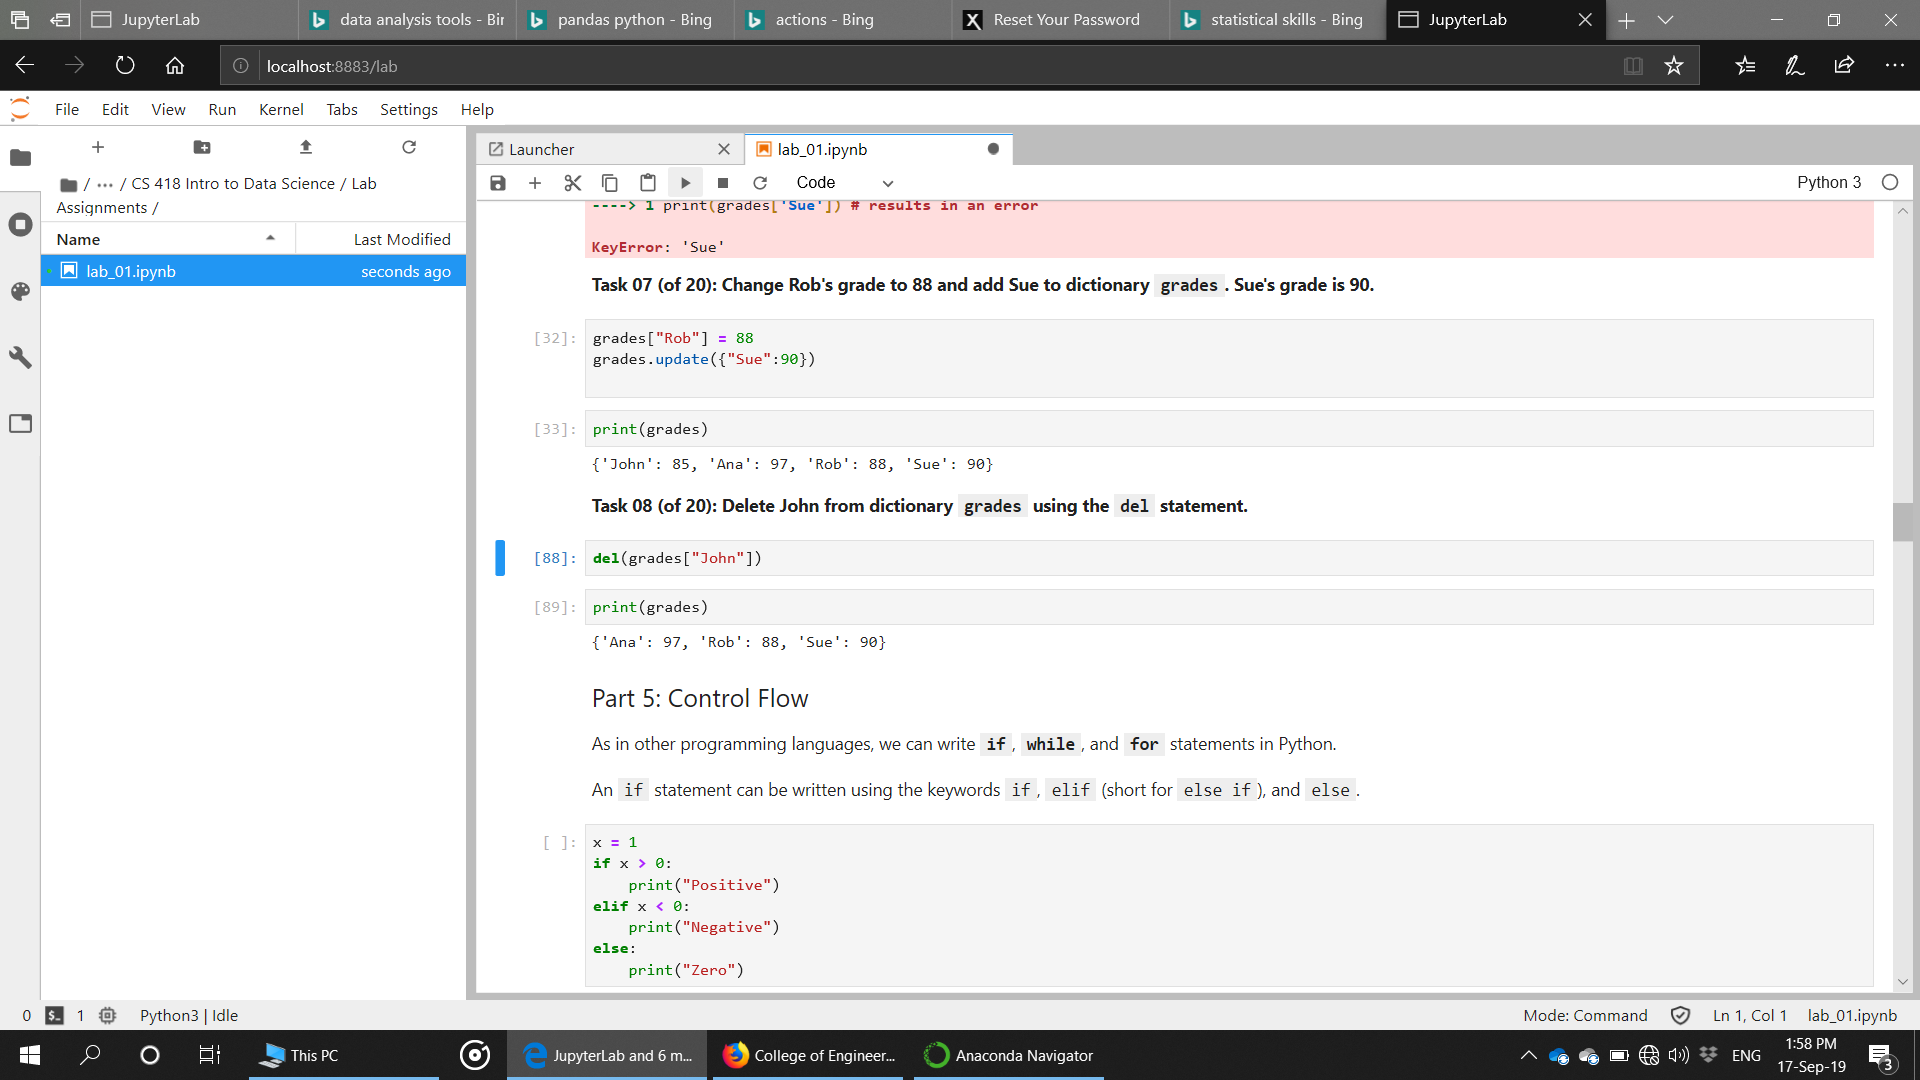 JupyterLab
data analysis tools - Bin
pandas python - Bing
actions - Bing
Reset Your Password
statistical skills - Bing
JupyterLab
localhost:8883/lab
File Edit View Run Kernel Tabs Settings Help
/ ··· / CS 418 Intro to Data Science / Lab
Assignments /
Name Last Modified
lab_01.ipynb seconds ago
Launcher
lab_01.ipynb
Code
Python 3
----> 1 print(grades['Sue']) # results in an error
KeyError: 'Sue'
Task 07 (of 20): Change Rob's grade to 88 and add Sue to dictionary grades . Sue's grade is 90.
[32]: grades["Rob"] = 88
grades.update({"Sue":90})
[33]: print(grades)
{'John': 85, 'Ana': 97, 'Rob': 88, 'Sue': 90}
Task 08 (of 20): Delete John from dictionary grades using the del statement.
[88]: del(grades["John"])
[89]: print(grades)
{'Ana': 97, 'Rob': 88, 'Sue': 90}
Part 5: Control Flow
As in other programming languages, we can write if , while , and for statements in Python.
An if statement can be written using the keywords if , elif (short for else if ), and else .
[ ]: x = 1
if x > 0:
    print("Positive")
elif x < 0:
    print("Negative")
else:
    print("Zero")
0 $_ 1 Python3 | Idle
Mode: Command Ln 1, Col 1 lab_01.ipynb
This PC
JupyterLab and 6 m...
College of Engineer...
Anaconda Navigator
ENG
1:58 PM
17-Sep-19
3